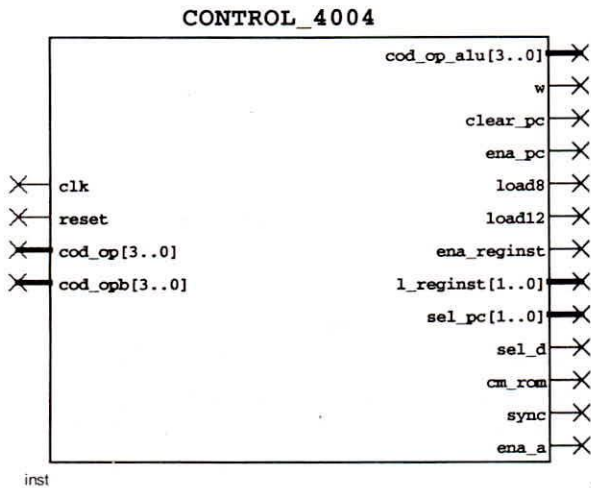 CONTROL_4004
cod_op_alu[3..0]
w
clear_pc
ena_pc
clk
load8
reset
load12
cod_op[3..0]
ena_reginst
cod_opb[3..0]
l_reginst[1..0]
sel_pc[1..0]
sel_d
cm_rom
sync
ena_a
inst